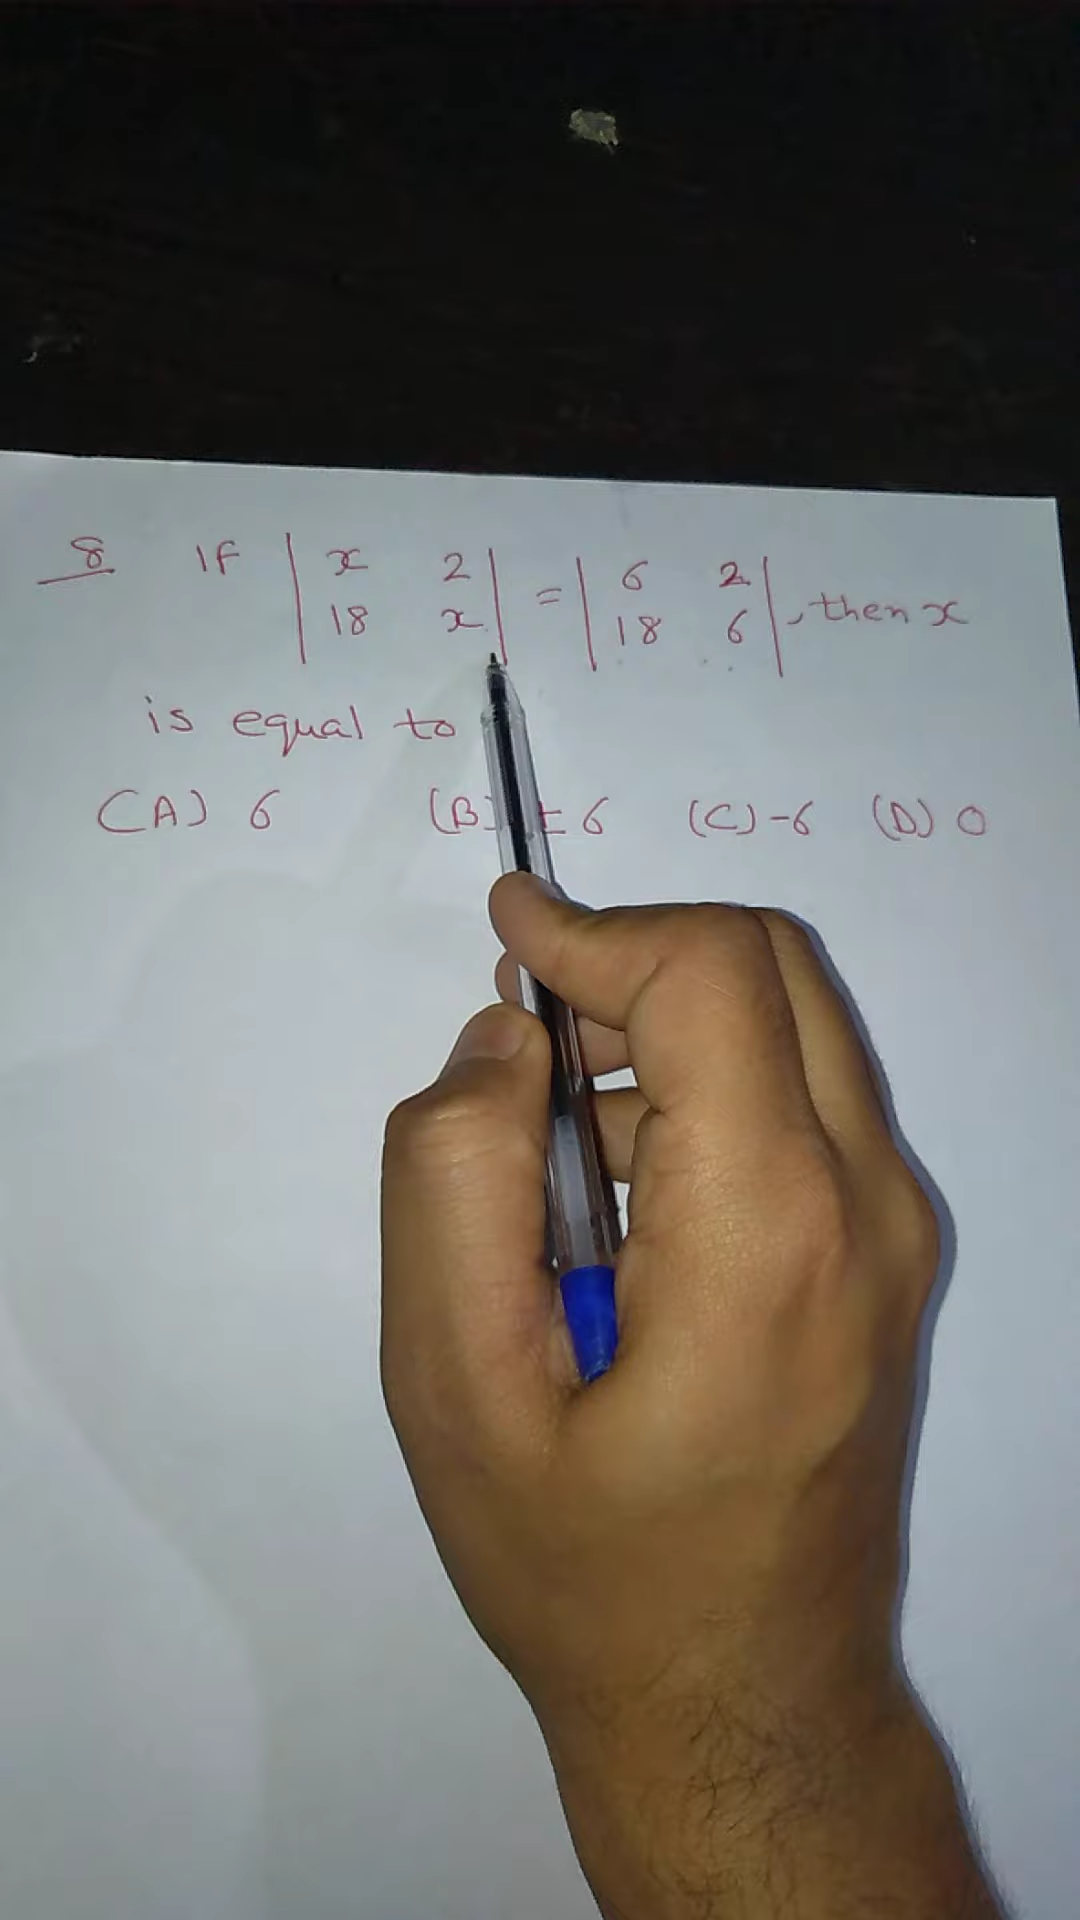 8 If | x 2 | = | 6 2 |, then x
| 18 x | | 18 6 |
is equal to
(A) 6 (B) ± 6 (C) -6 (D) 0